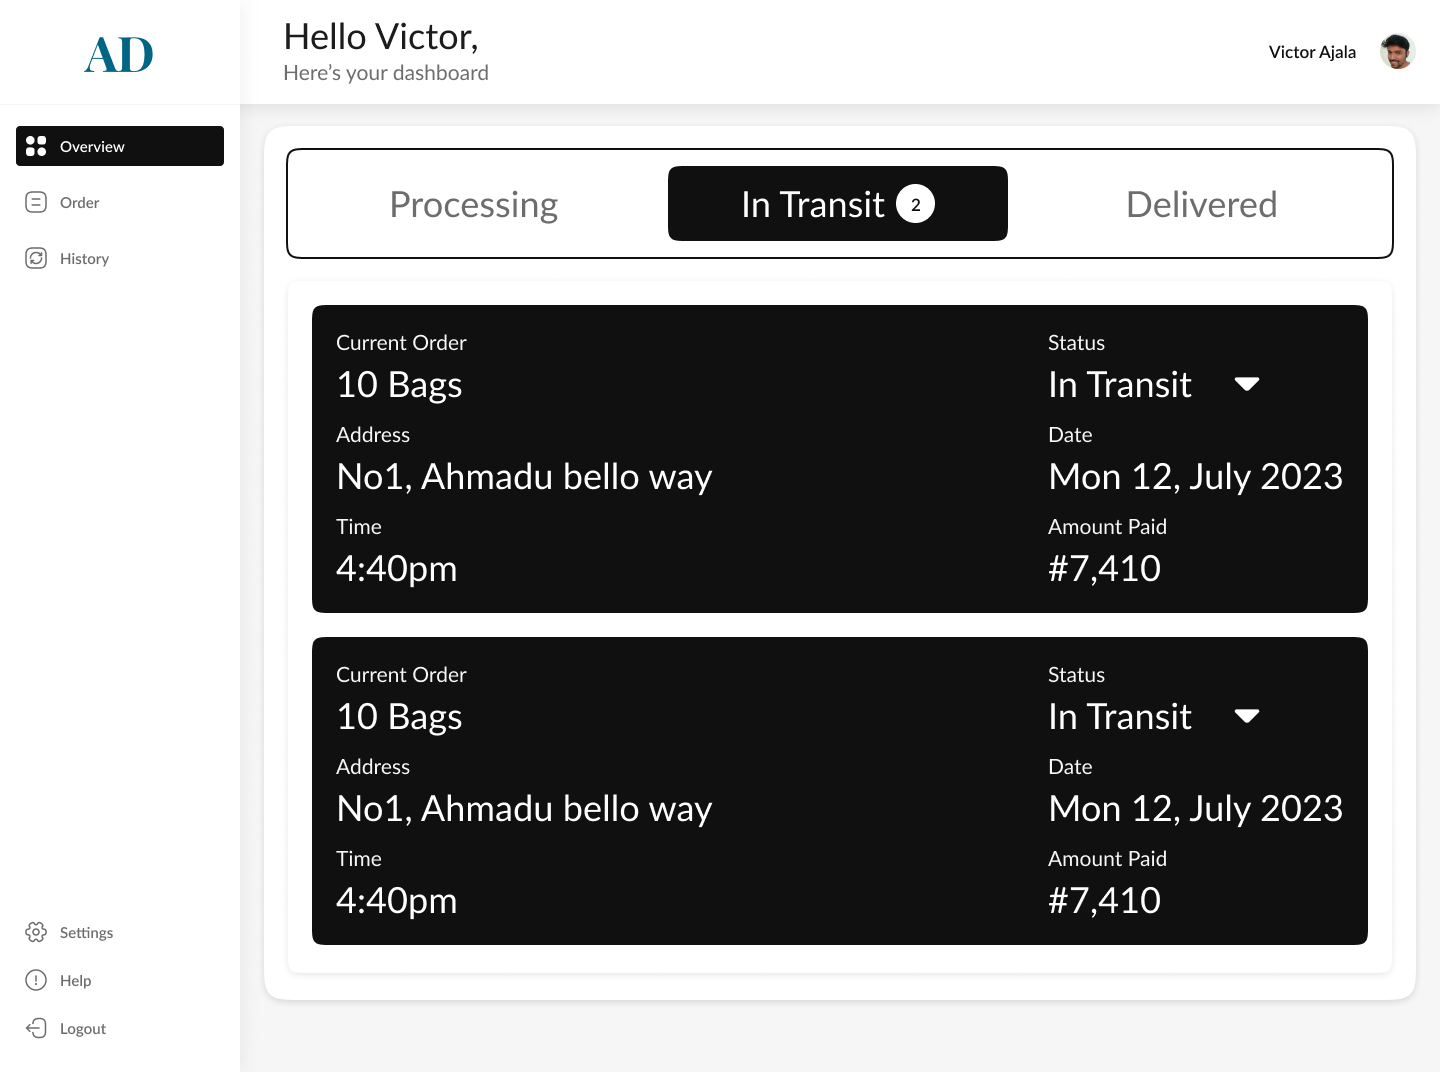 AD
Hello Victor,
Here’s your dashboard
Victor Ajala
Overview
Order
History
Settings
Help
Logout
Processing
In Transit 2
Delivered
Current Order
10 Bags
Address
No1, Ahmadu bello way
Time
4:40pm
Status
In Transit
Date
Mon 12, July 2023
Amount Paid
#7,410
Current Order
10 Bags
Address
No1, Ahmadu bello way
Time
4:40pm
Status
In Transit
Date
Mon 12, July 2023
Amount Paid
#7,410